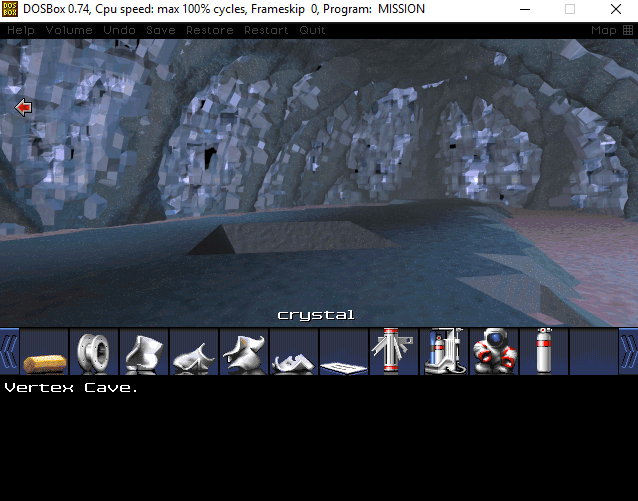 DOSBox 0.74, Cpu speed: max 100% cycles, Frameskip 0, Program: MISSION
Help Volume Undo Save Restore Restart Quit Map
crystal
Vertex Cave.